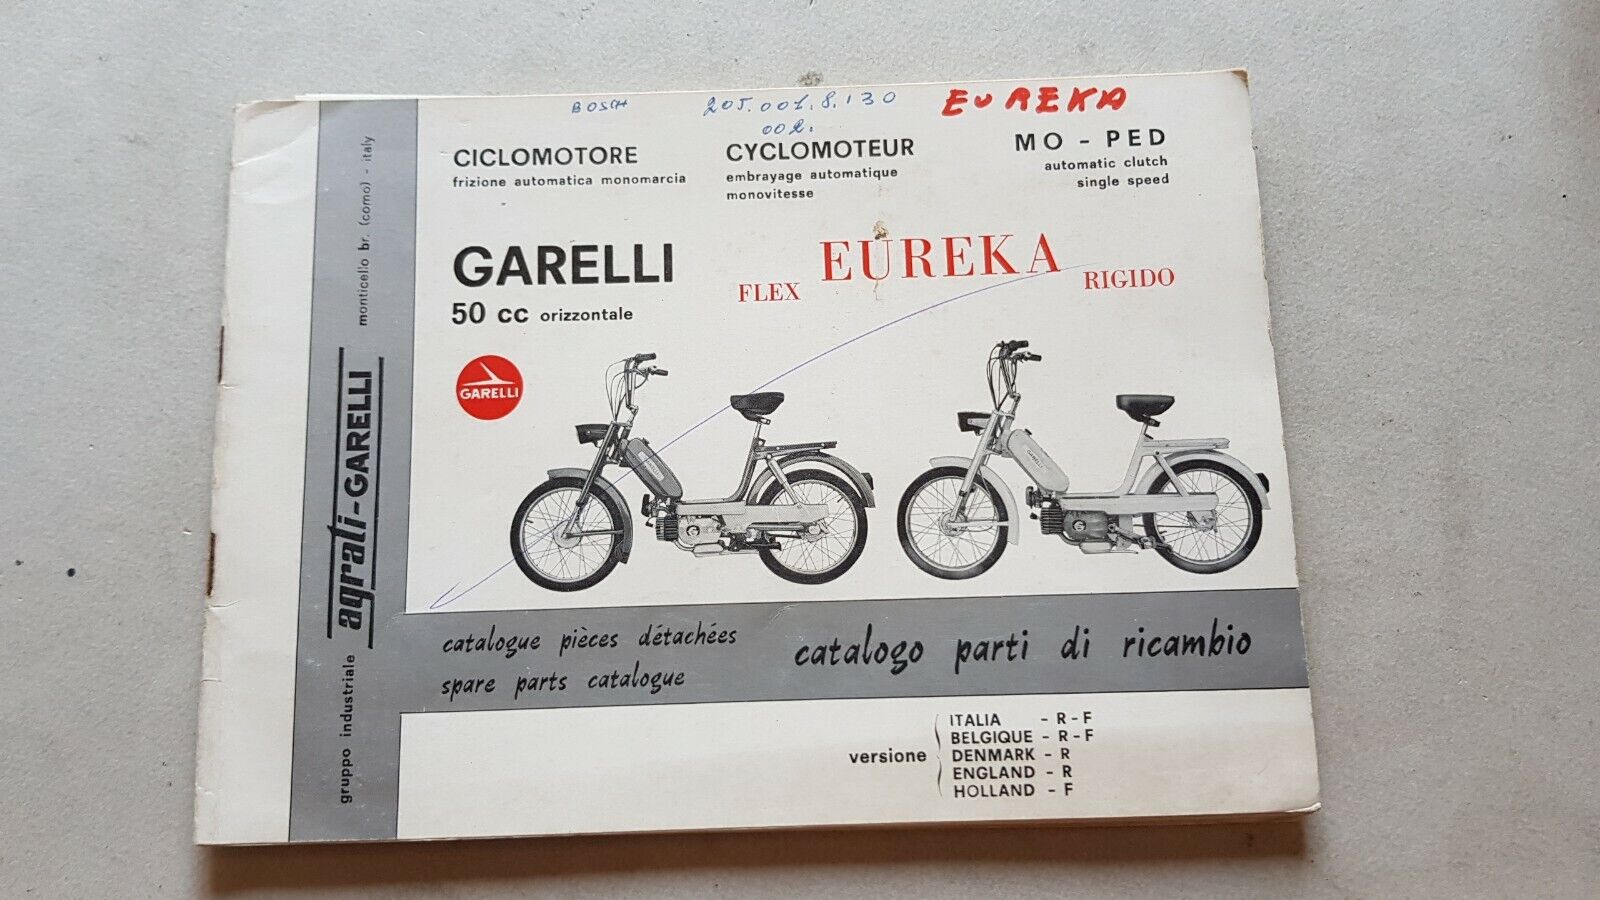 BOSCH
205.001.8.130
002.
EUREKA
CICLOMOTORE
frizione automatica monomarcia
CYCLOMOTEUR
embrayage automatique
monovitesse
MO - PED
automatic clutch
single speed
GARELLI
50 cc orizzontale
FLEX
EUREKA
RIGIDO
GARELLI
GARELLI
GARELLI
catalogue pièces détachées
spare parts catalogue
catalogo parti di ricambio
versione
ITALIA - R - F
BELGIQUE - R - F
DENMARK - R
ENGLAND - R
HOLLAND - F
gruppo industriale agrati-GARELLI monticello br. (como) - italy